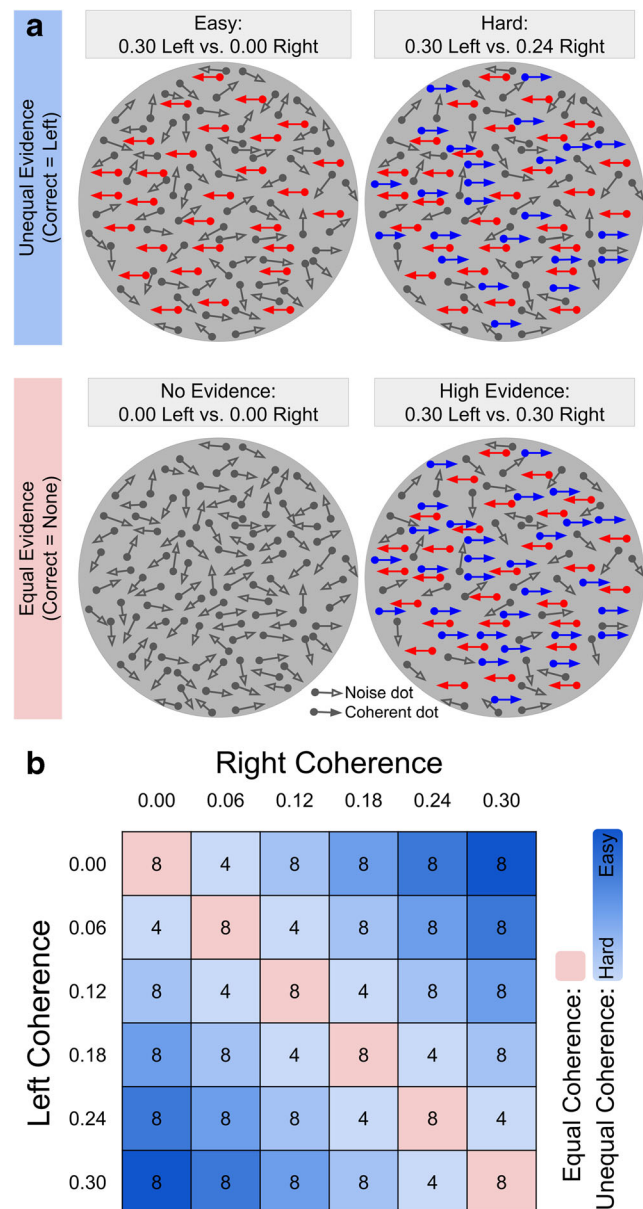 a
Easy:
0.30 Left vs. 0.00 Right
Hard:
0.30 Left vs. 0.24 Right
Unequal Evidence
(Correct = Left)
No Evidence:
0.00 Left vs. 0.00 Right
High Evidence:
0.30 Left vs. 0.30 Right
Equal Evidence
(Correct = None)
Noise dot
Coherent dot
b
Right Coherence
0.00 0.06 0.12 0.18 0.24 0.30
Left Coherence
0.00 8 4 8 8 8 8
0.06 4 8 4 8 8 8
0.12 8 4 8 4 8 8
0.18 8 8 4 8 4 8
0.24 8 8 8 4 8 4
0.30 8 8 8 8 4 8
Equal Coherence:
Unequal Coherence:
Hard Easy